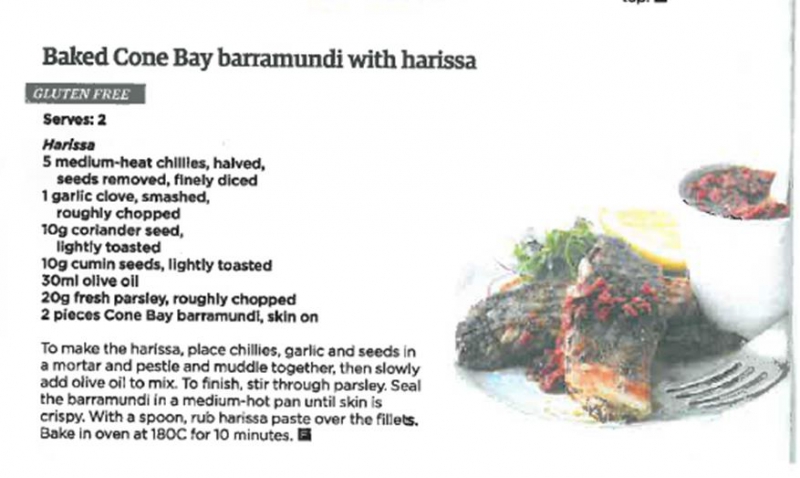 Baked Cone Bay barramundi with harissa
GLUTEN FREE
Serves: 2
Harissa
5 medium-heat chillies, halved,
seeds removed, finely diced
1 garlic clove, smashed,
roughly chopped
10g coriander seed,
lightly toasted
10g cumin seeds, lightly toasted
30ml olive oil
20g fresh parsley, roughly chopped
2 pieces Cone Bay barramundi, skin on
To make the harissa, place chillies, garlic and seeds in
a mortar and pestle and muddle together, then slowly
add olive oil to mix. To finish, stir through parsley. Seal
the barramundi in a medium-hot pan until skin is
crispy. With a spoon, rub harissa paste over the fillets.
Bake in oven at 180C for 10 minutes.